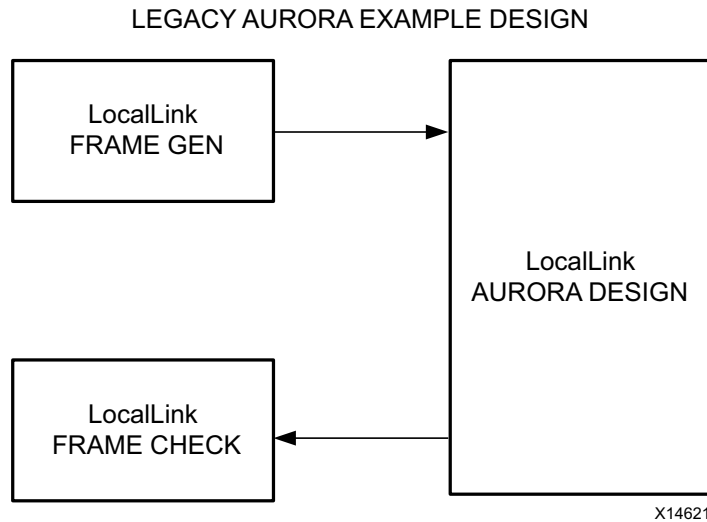 LEGACY AURORA EXAMPLE DESIGN
LocalLink
FRAME GEN
LocalLink
AURORA DESIGN
LocalLink
FRAME CHECK
X14621